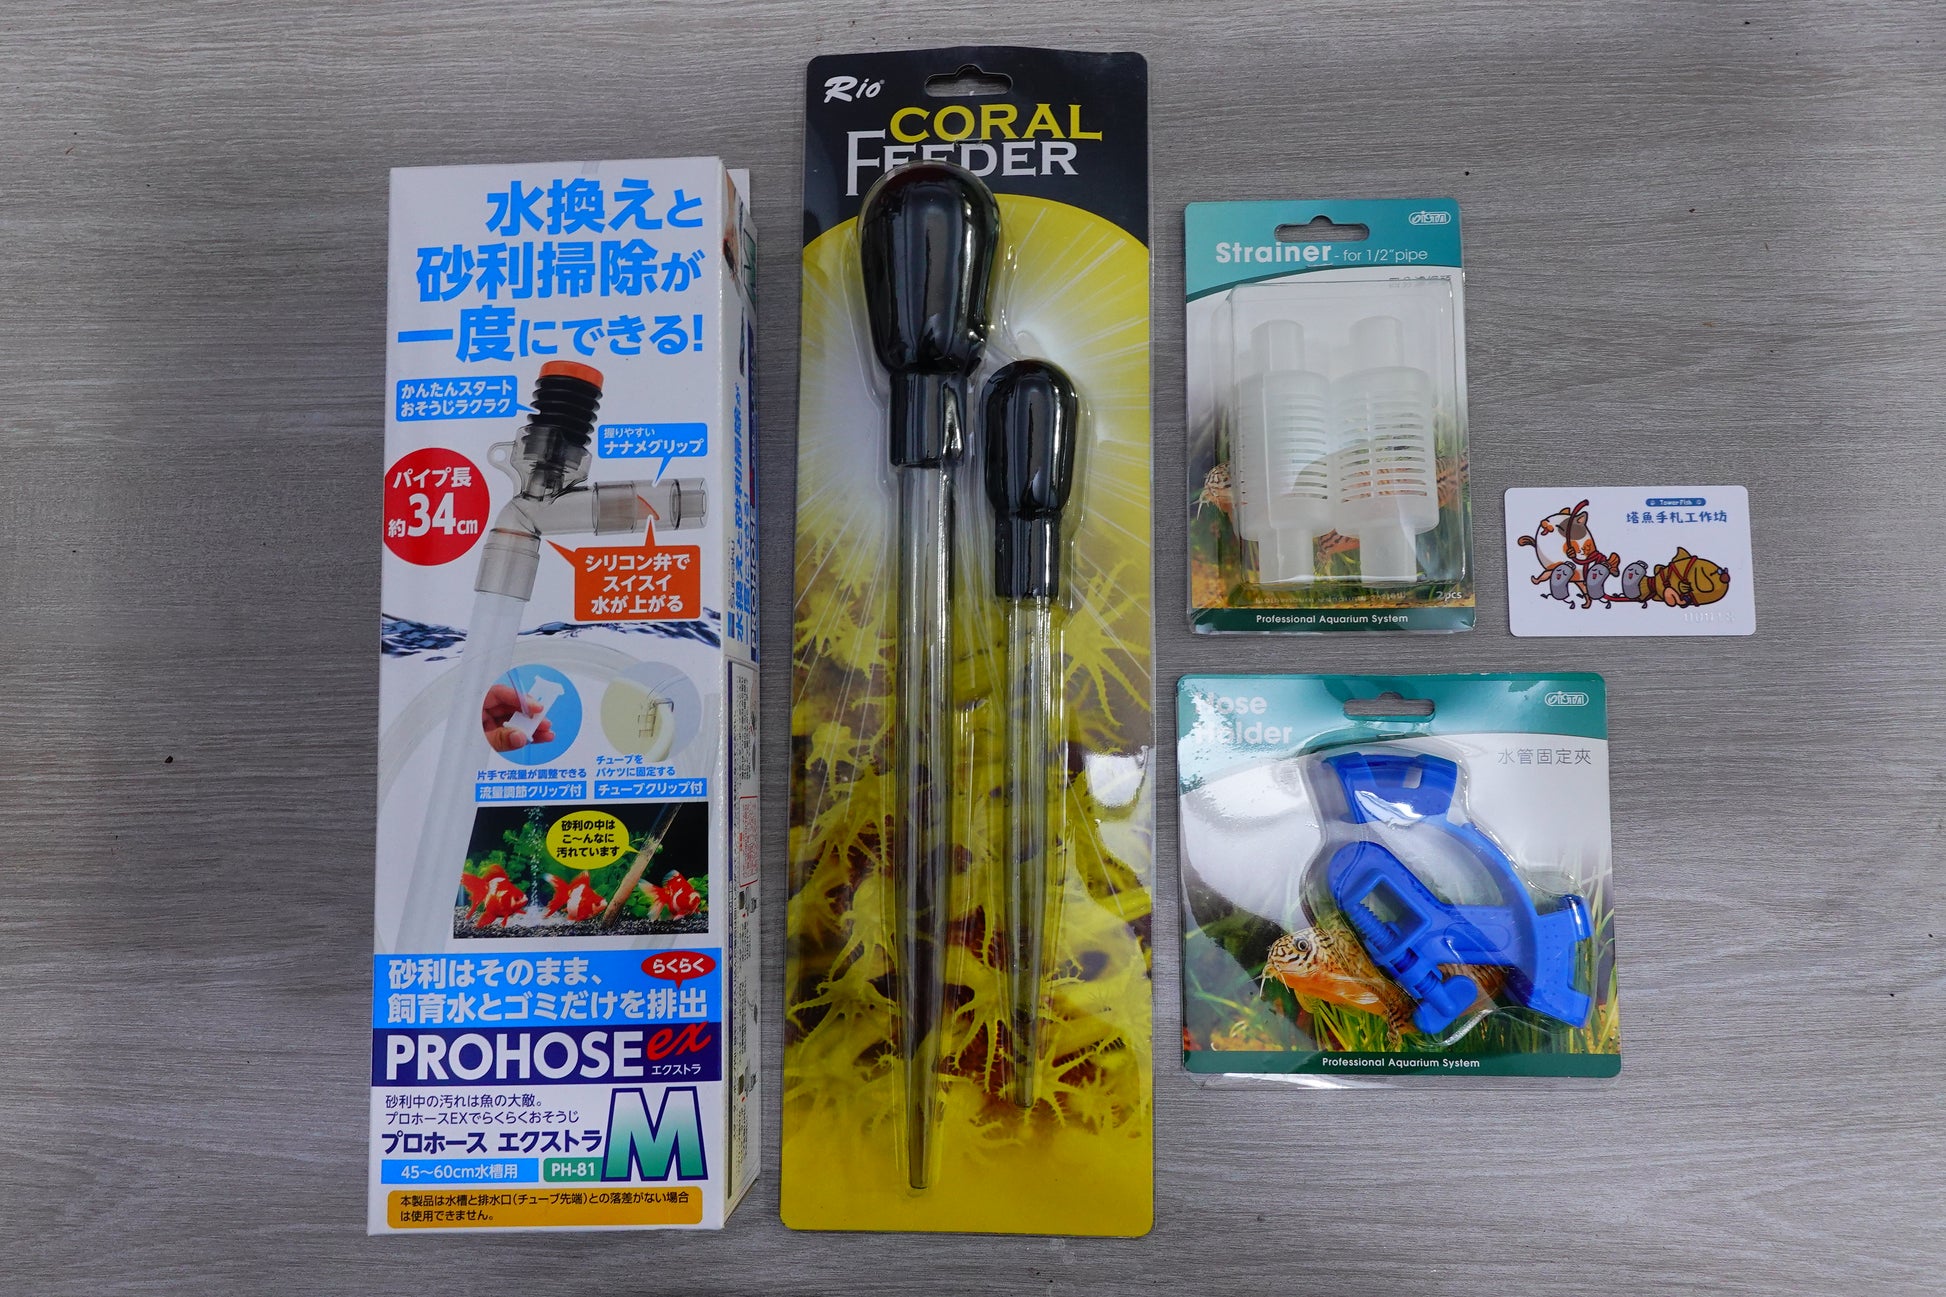 水換えと
砂利掃除が
一度にできる!
かんたんスタート
おそうじラクラク
握りやすい
ナナメグリップ
パイプ長
約34cm
シリコン弁で
スイスイ
水が上がる
片手で流量が調整できる
流量調節クリップ付
チューブを
バケツに固定する
チューブクリップ付
砂利の中は
こ〜んなに
汚れています
砂利はそのまま、
らくらく
飼育水とゴミだけを排出
PROHOSE ex
エクストラ
砂利中の汚れは魚の大敵。
プロホースEXでらくらくおそうじ
プロホース エクストラ
M
45〜60cm水槽用
PH-81
本製品は水槽と排水口(チューブ先端)との落差がない場合
は使用できません。
Rio
CORAL
FEEDER
ISTA
Strainer - for 1/2" pipe
2pcs
Professional Aquarium System
Tower Fish
塔魚手札工作坊
Hose
Holder
ISTA
水管固定夾
Professional Aquarium System